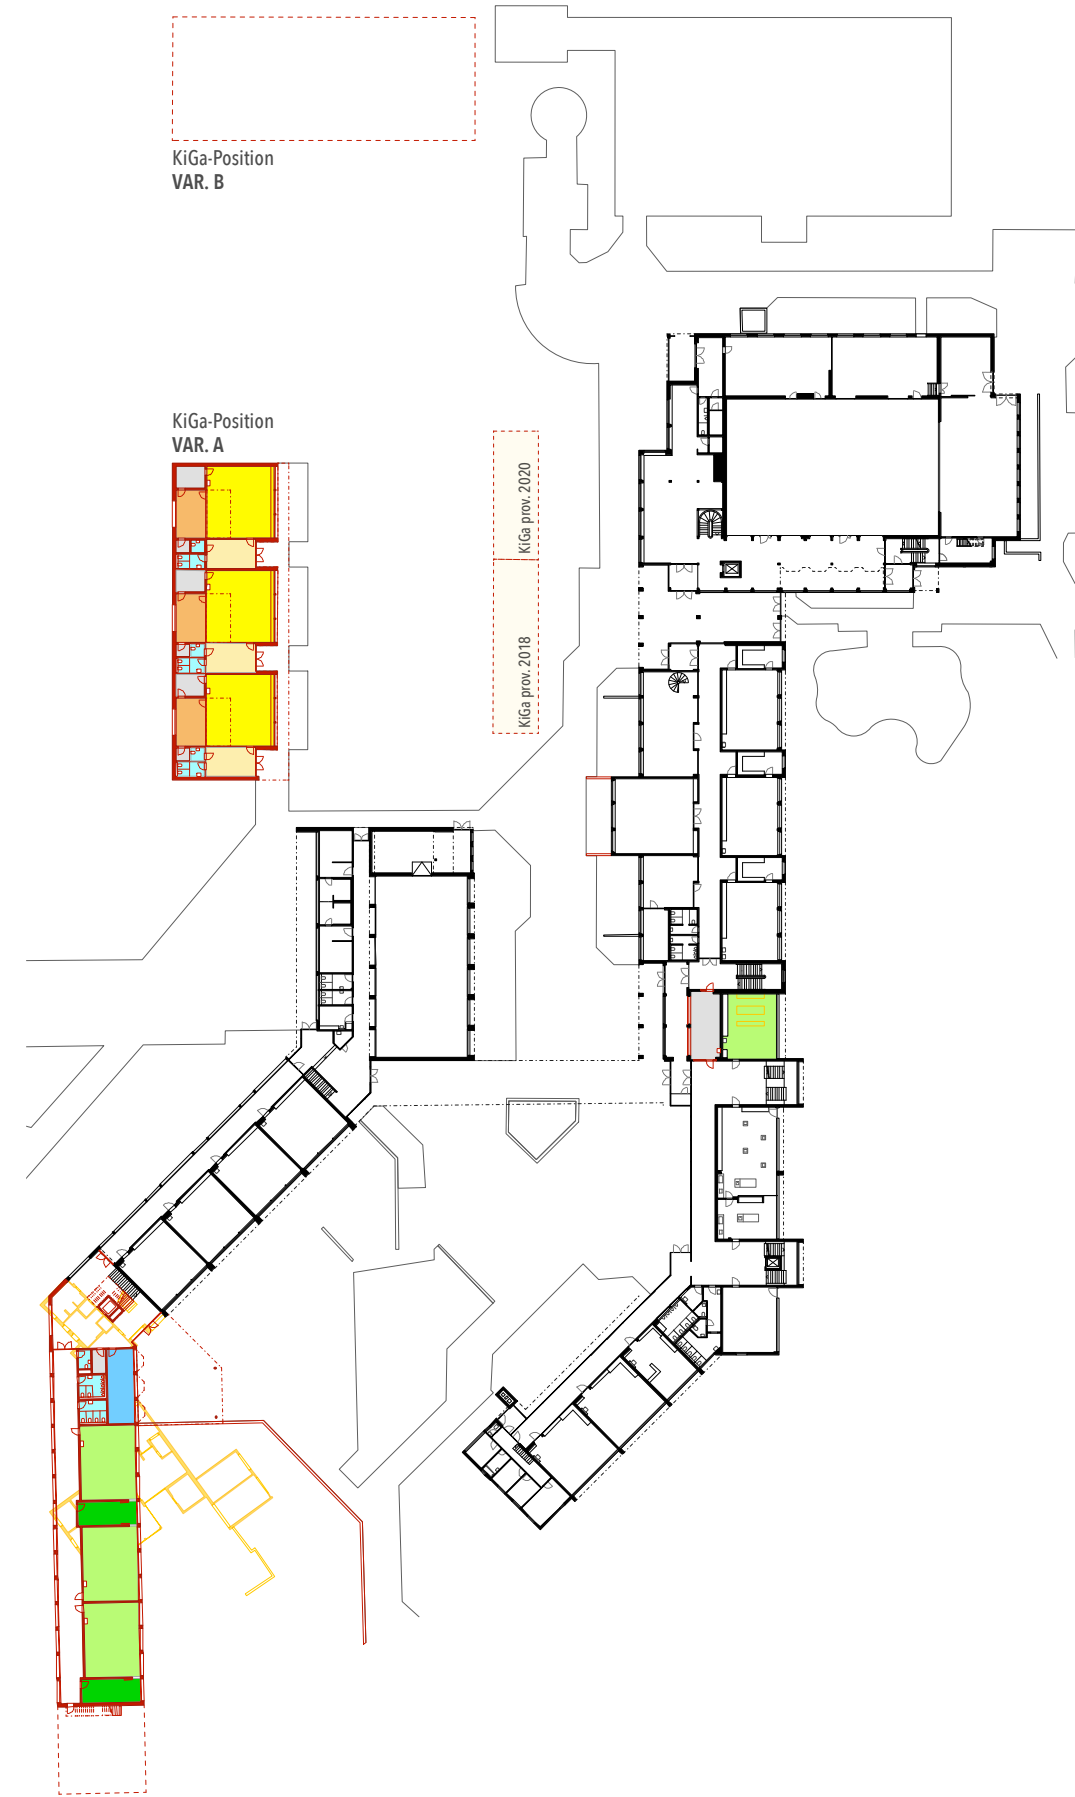 KiGa-Position
VAR. B
KiGa-Position
VAR. A
KiGa prov. 2020
KiGa prov. 2018